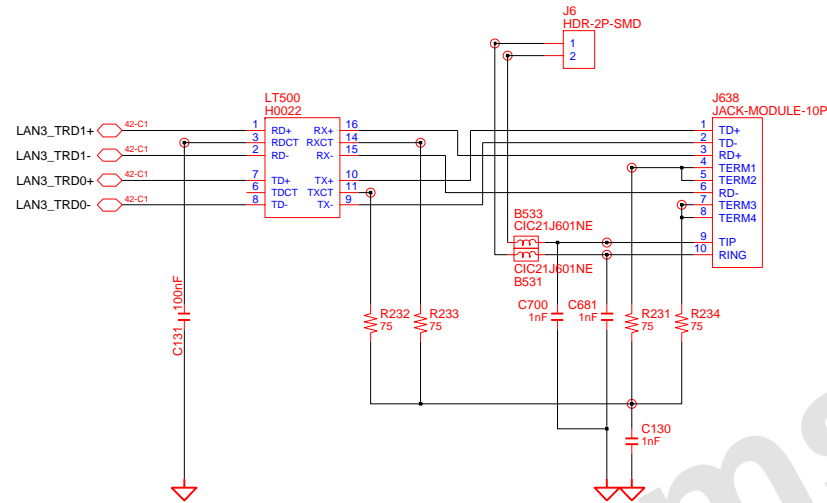 J6
HDR-2P-SMD
1
2
LT500
H0022
J638
JACK-MODULE-10P
LAN3_TRD1+ 42-C1 1 RD+ RX+ 16
3 RDCT RXCT 14
LAN3_TRD1- 42-C1 2 RD- RX- 15
LAN3_TRD0+ 42-C1 7 TD+ TX+ 10
6 TDCT TXCT 11
LAN3_TRD0- 42-C1 8 TD- TX- 9
1 TD+
2 TD-
3 RD+
4 TERM1
5 TERM2
6 RD-
7 TERM3
8 TERM4
9 TIP
10 RING
B533
CIC21J601NE
CIC21J601NE
B531
C131 100nF
R232
75
R233
75
C700
1nF
C681
1nF
R231
75
R234
75
C130
1nF